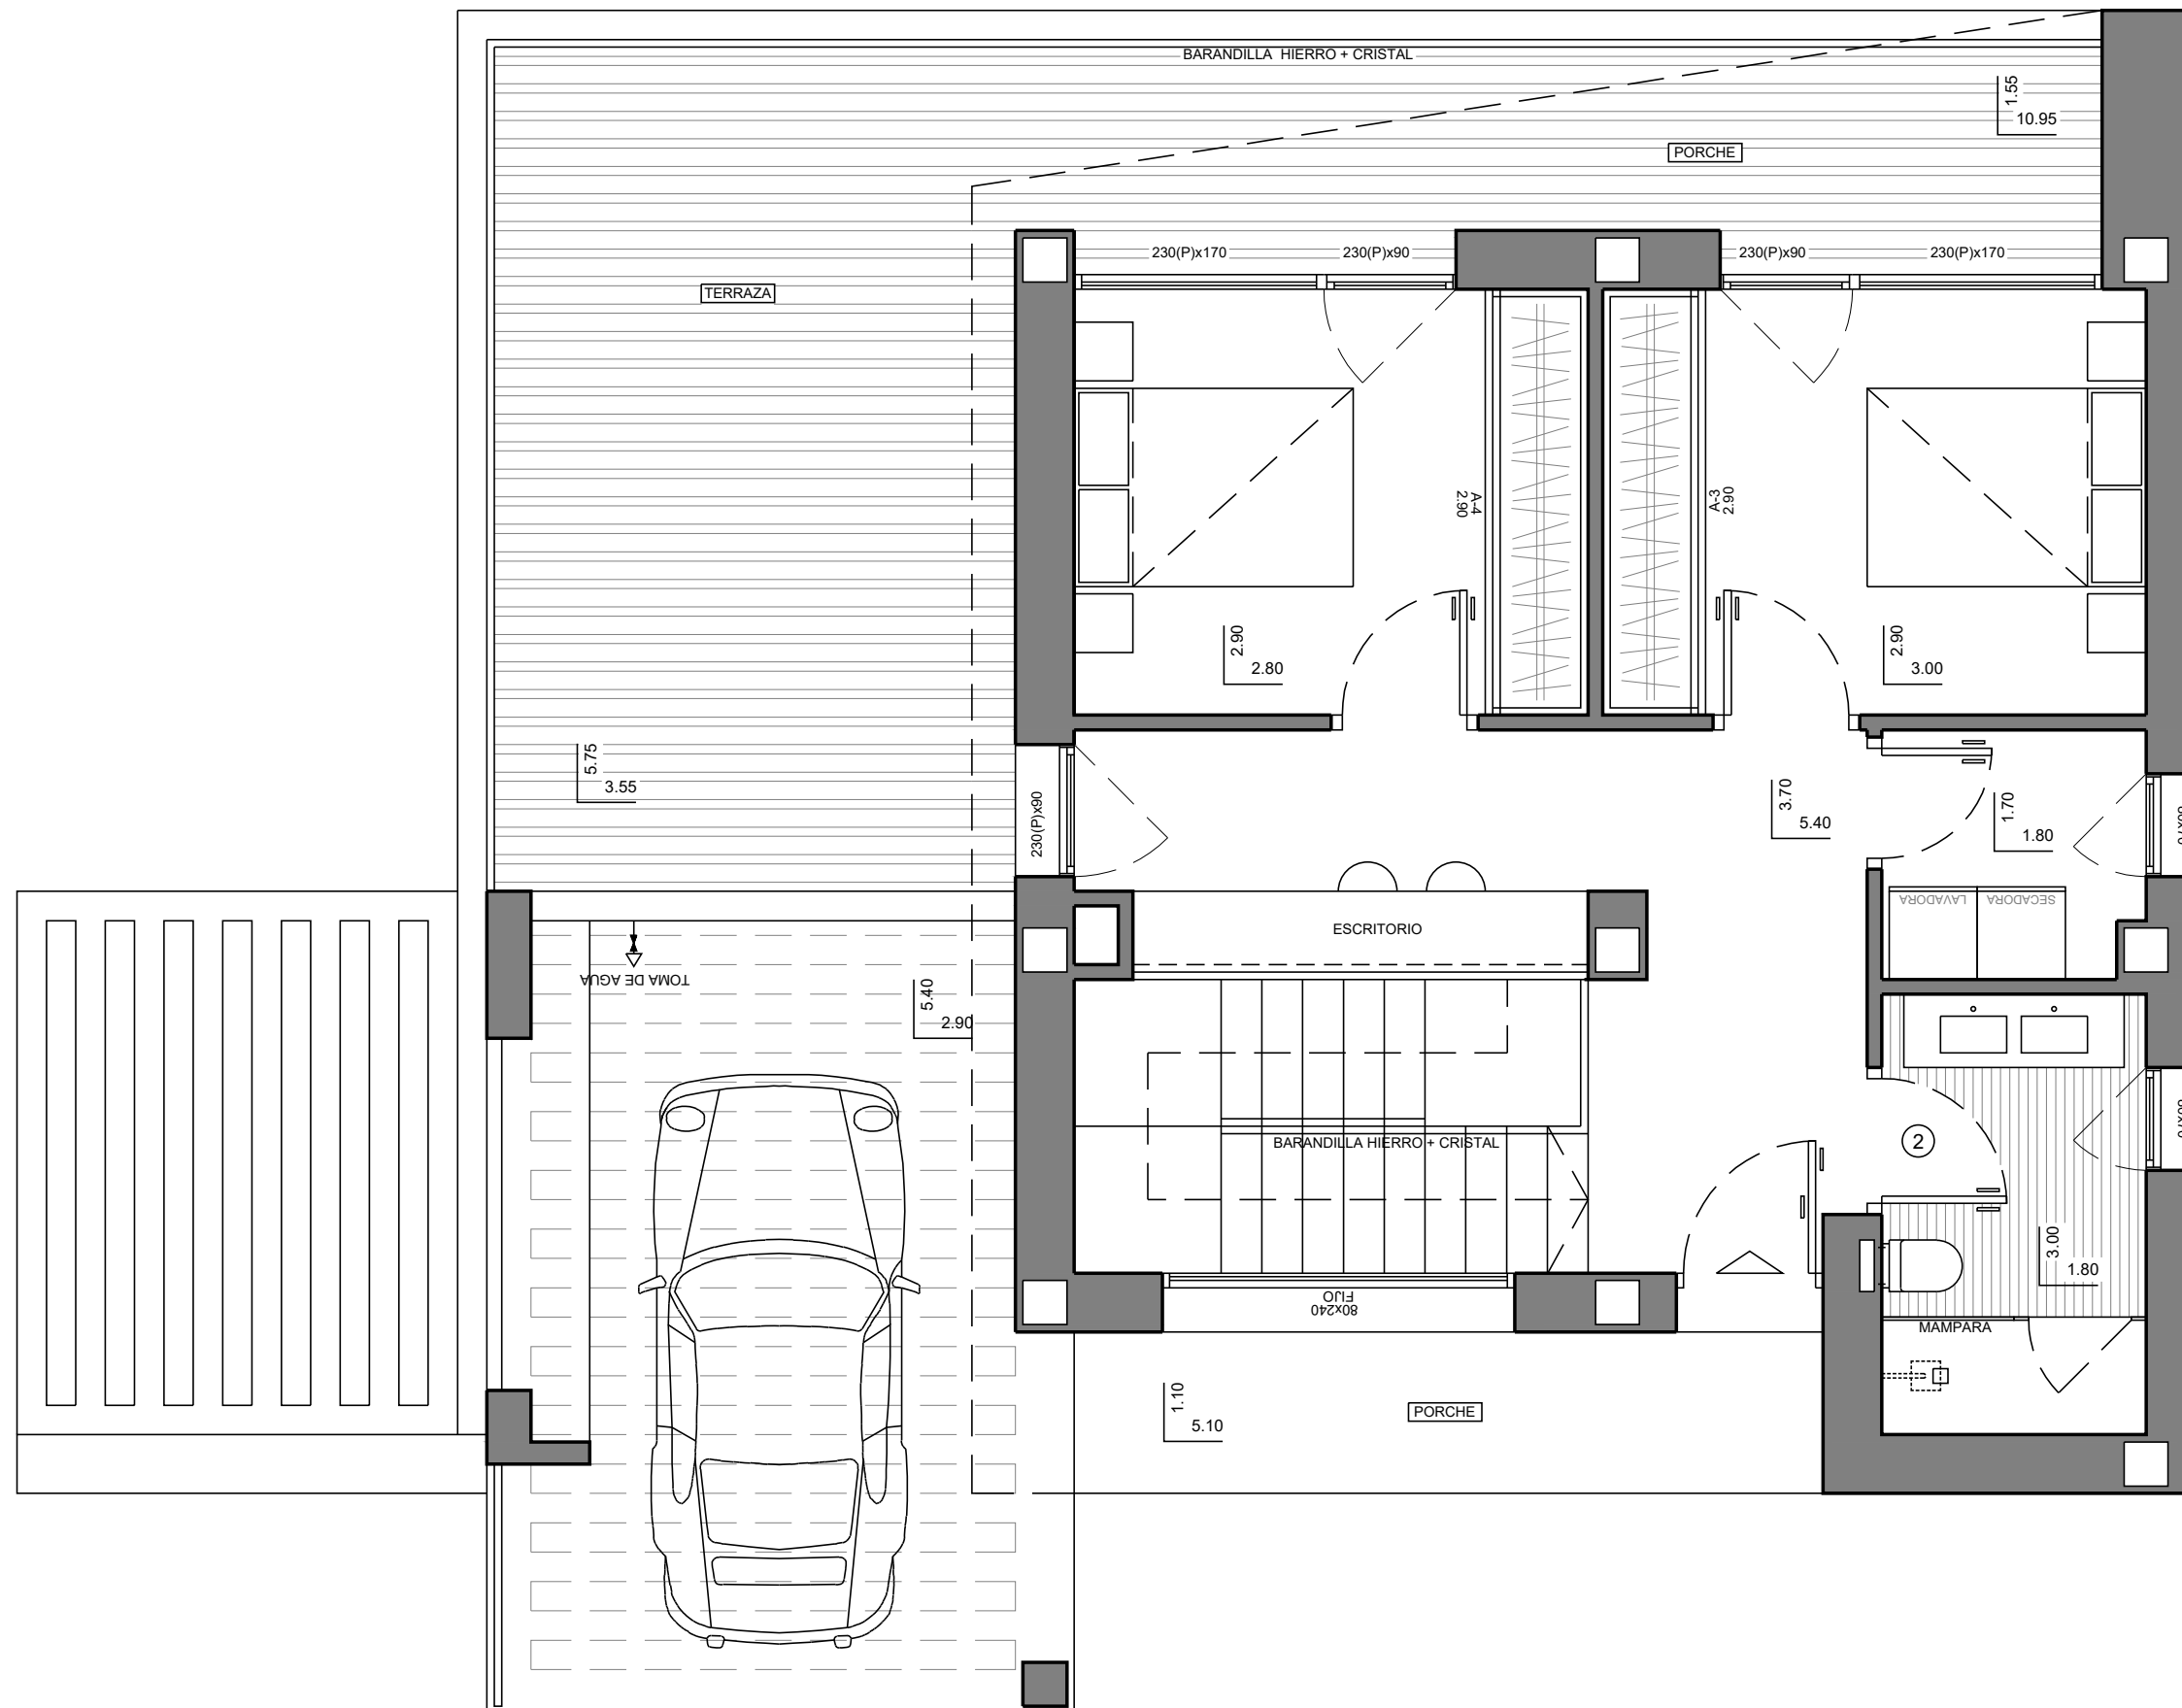 BARANDILLA HIERRO + CRISTAL
1.55
10.95
PORCHE
230(P)x170
230(P)x90
230(P)x90
230(P)x170
TERRAZA
A-4
2.90
A-3
2.90
2.90
2.80
2.90
3.00
5.75
3.55
230(P)x90
3.70
5.40
1.70
1.80
LAVADORA
SECADORA
ESCRITORIO
TOMA DE AGUA
5.40
2.90
BARANDILLA HIERRO + CRISTAL
2
3.00
1.80
80x240
FIJO
MAMPARA
1.10
5.10
PORCHE